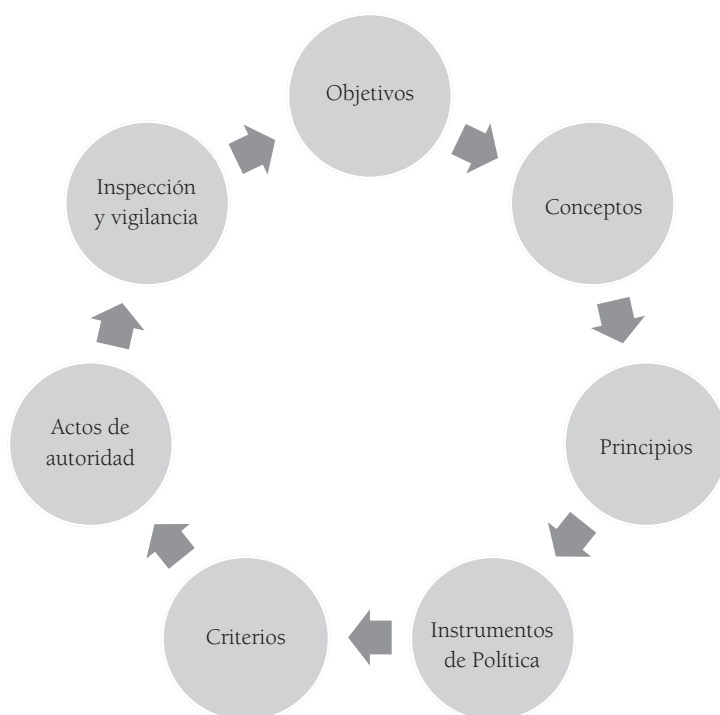 Objetivos
Conceptos
Principios
Instrumentos
de Política
Criterios
Actos de
autoridad
Inspección
y vigilancia